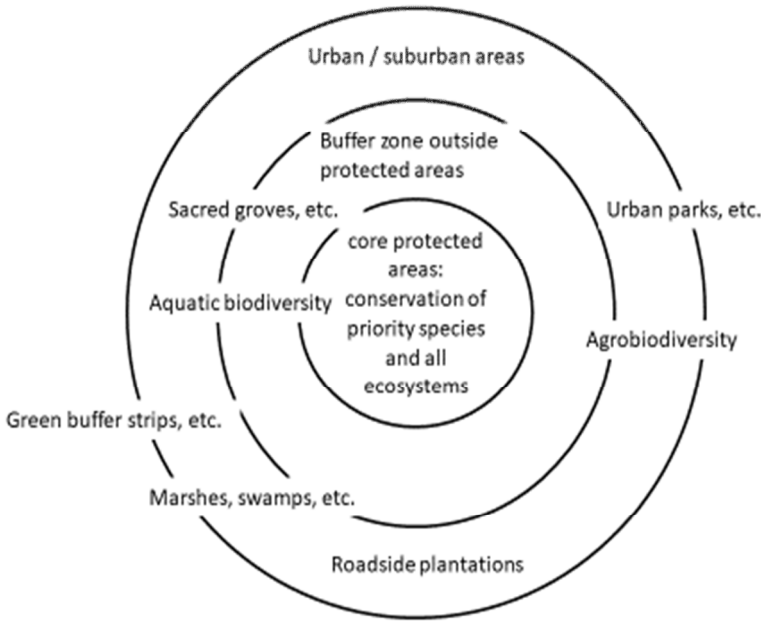 Urban / suburban areas
Buffer zone outside
protected areas
Sacred groves, etc.
Urban parks, etc.
core protected
areas:
conservation of
priority species
and all
ecosystems
Aquatic biodiversity
Agrobiodiversity
Green buffer strips, etc.
Marshes, swamps, etc.
Roadside plantations